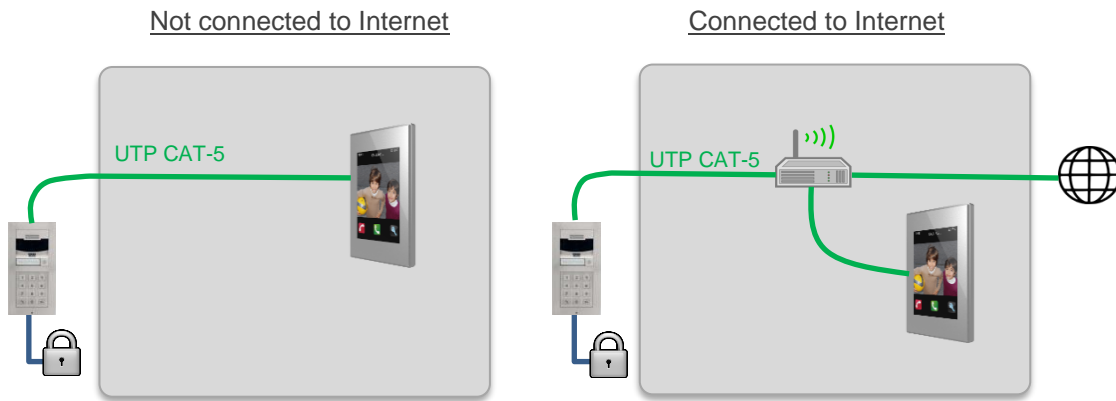 Not connected to Internet
Connected to Internet
UTP CAT-5
UTP CAT-5